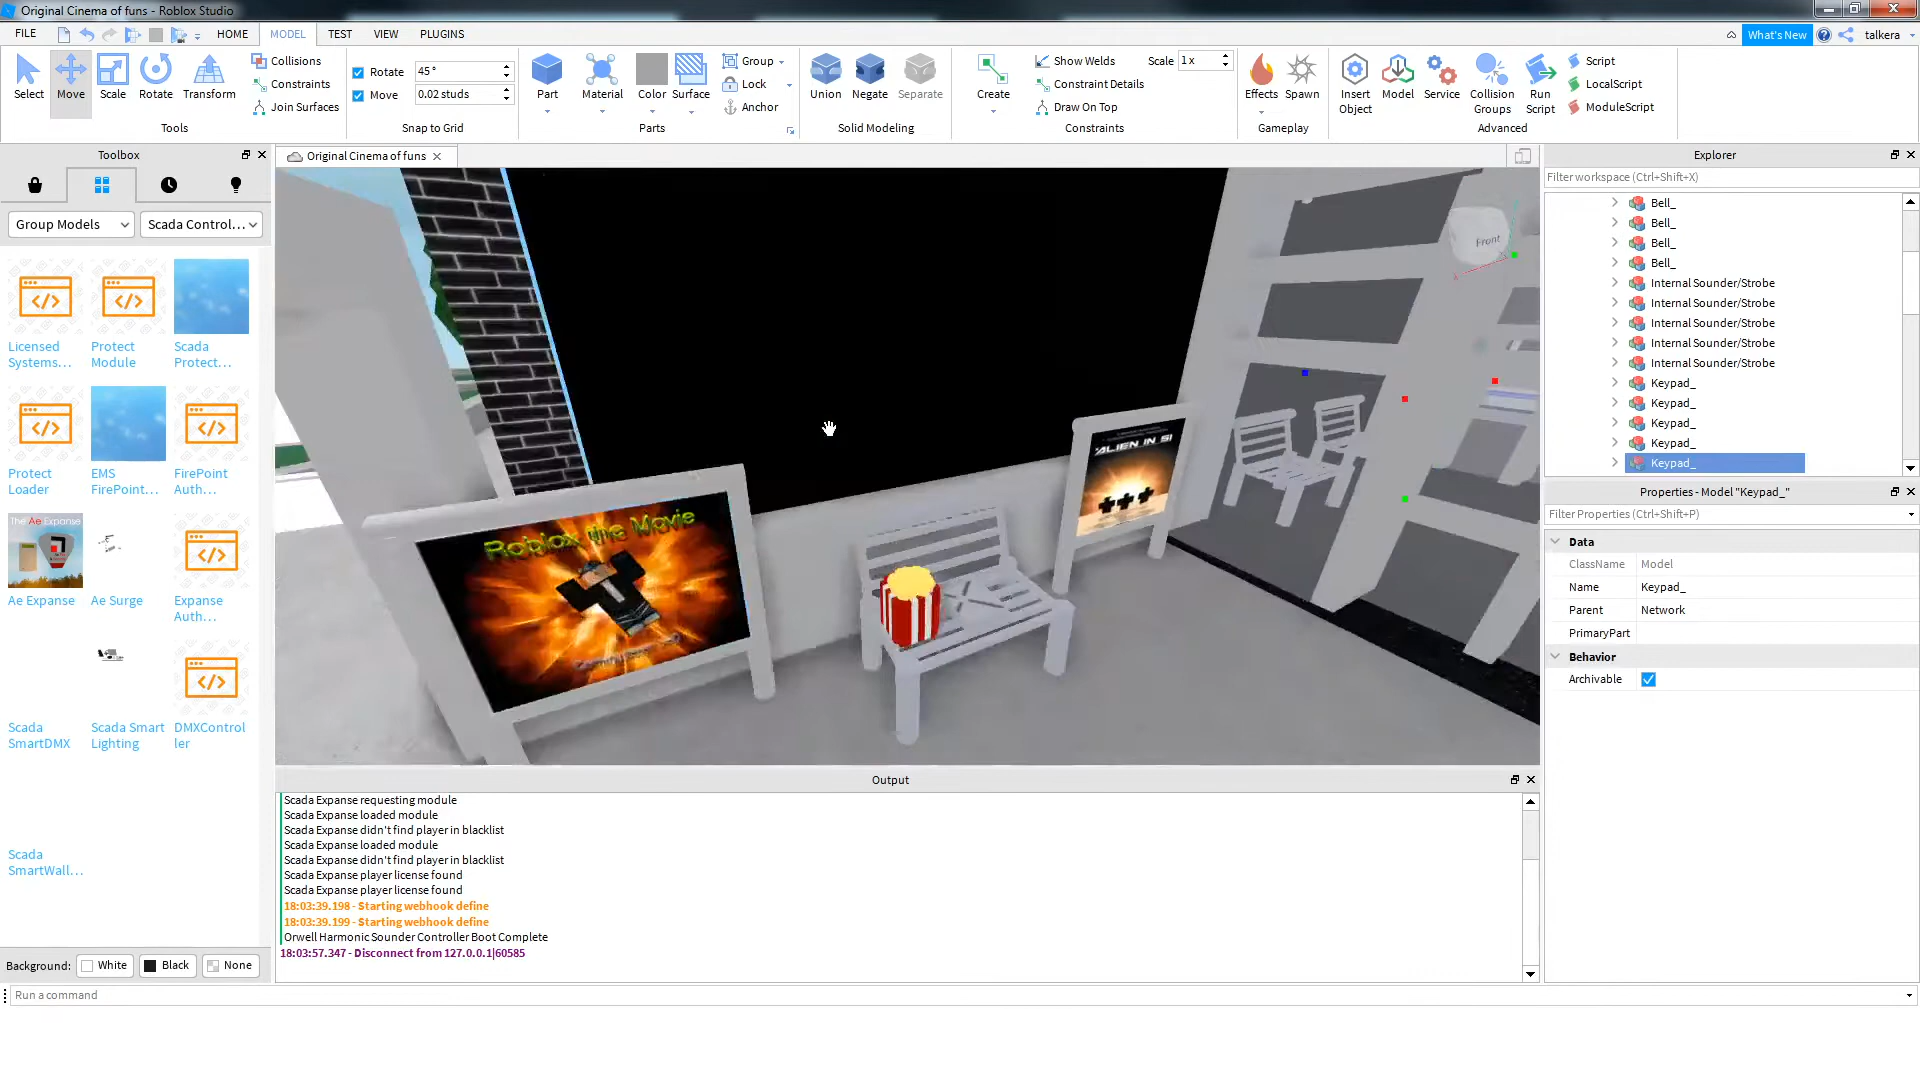 Original Cinema of funs - Roblox Studio
FILE
HOME
MODEL
TEST
VIEW
PLUGINS
What's New
talkera
Select
Move
Scale
Rotate
Transform
Collisions
Constraints
Join Surfaces
Tools
Rotate
45 °
Move
0.02 studs
Snap to Grid
Part
Material
Color
Surface
Group
Lock
Anchor
Parts
Union
Negate
Separate
Solid Modeling
Create
Show Welds
Scale
1 x
Constraint Details
Draw On Top
Constraints
Effects
Spawn
Gameplay
Insert Object
Model
Service
Collision Groups
Run Script
Script
LocalScript
ModuleScript
Advanced
Toolbox
Group Models
Scada Control...
Licensed Systems...
Protect Module
Scada Protect...
Protect Loader
EMS FirePoint...
FirePoint Auth...
The Ae Expanse
Ae Expanse
Ae Surge
Expanse Auth...
Scada SmartDMX
Scada Smart Lighting
DMXControl ler
Scada SmartWall...
Background:
White
Black
None
Original Cinema of funs
Front
Roblox the Movie
ALIEN IN SI
Output
Scada Expanse requesting module
Scada Expanse loaded module
Scada Expanse didn't find player in blacklist
Scada Expanse loaded module
Scada Expanse didn't find player in blacklist
Scada Expanse player license found
Scada Expanse player license found
18:03:39.198 - Starting webhook define
18:03:39.199 - Starting webhook define
Orwell Harmonic Sounder Controller Boot Complete
18:03:57.347 - Disconnect from 127.0.0.1|60585
Run a command
Explorer
Filter workspace (Ctrl+Shift+X)
Bell_
Bell_
Bell_
Bell_
Internal Sounder/Strobe
Internal Sounder/Strobe
Internal Sounder/Strobe
Internal Sounder/Strobe
Internal Sounder/Strobe
Keypad_
Keypad_
Keypad_
Keypad_
Keypad_
Properties - Model "Keypad_"
Filter Properties (Ctrl+Shift+P)
Data
ClassName
Model
Name
Keypad_
Parent
Network
PrimaryPart
Behavior
Archivable